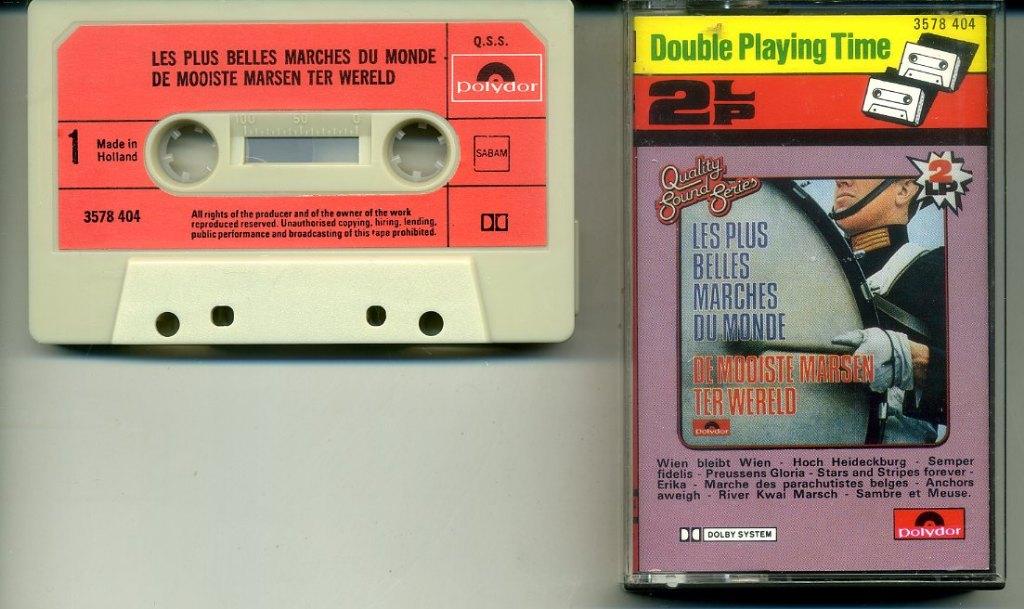 LES PLUS BELLES MARCHES DU MONDE
DE MOOISTE MARSEN TER WERELD
Q.S.S.
polydor
1
Made in
Holland
100 50 0
SABAM
3578 404
All rights of the producer and of the owner of the work
reproduced reserved. Unauthorised copying, hiring, lending,
public performance and broadcasting of this tape prohibited.
3578 404
Double Playing Time
2LP
Quality
Sound Series
2
LP
LES PLUS
BELLES
MARCHES
DU MONDE
DE MOOISTE MARSEN
TER WERELD
Polydor
Wien bleibt Wien - Hoch Heideckburg - Semper
fidelis - Preussens Gloria - Stars and Stripes forever -
Erika - Marche des parachutistes belges - Anchors
aweigh - River Kwai Marsch - Sambre et Meuse.
DOLBY SYSTEM
polydor